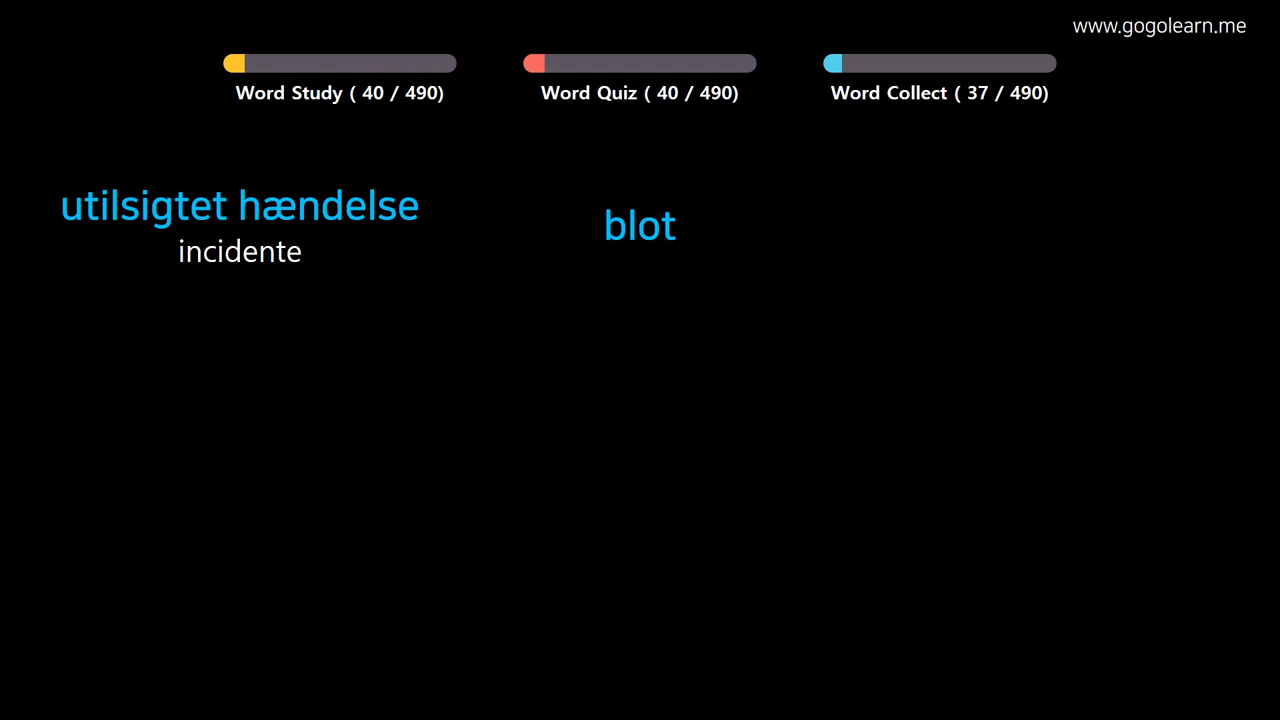 www.gogolearn.me
Word Study ( 40 / 490)
Word Quiz ( 40 / 490)
Word Collect ( 37 / 490)
utilsigtet hændelse
incidente
blot